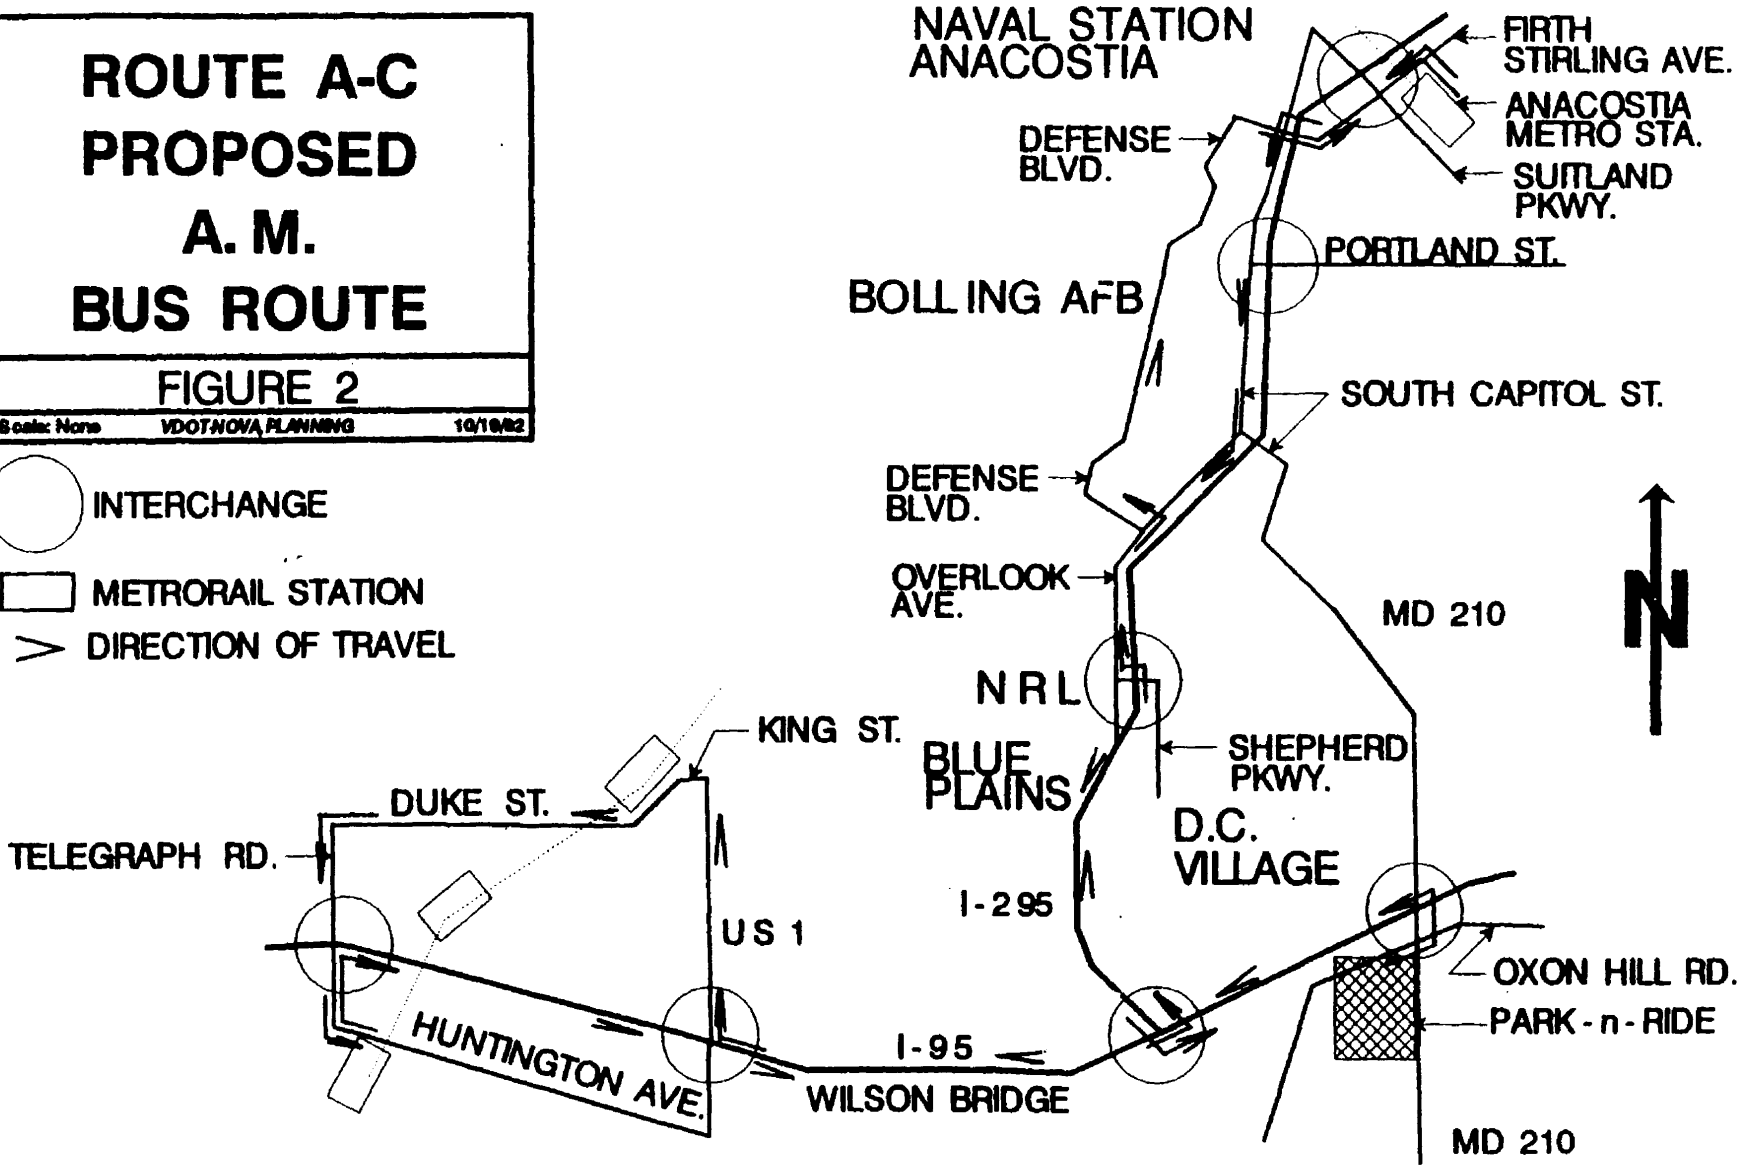 ROUTE A-C
PROPOSED
A.M.
BUS ROUTE
FIGURE 2
Scale: None VDOT-NOVA PLANNING
INTERCHANGE
METRORAIL STATION
DIRECTION OF TRAVEL
NAVAL STATION
ANACOSTIA
FIRTH
STIRLING AVE.
ANACOSTIA
METRO STA.
SUITLAND
PKWY.
DEFENSE
BLVD.
PORTLAND ST.
BOLLING AFB
SOUTH CAPITOL ST.
DEFENSE
BLVD.
OVERLOOK
AVE.
MD 210
N
NRL
KING ST.
BLUE
PLAINS
SHEPHERD
PKWY.
DUKE ST.
D.C.
VILLAGE
TELEGRAPH RD.
I-295
US 1
OXON HILL RD.
PARK-n-RIDE
HUNTINGTON AVE.
I-95
WILSON BRIDGE
MD 210